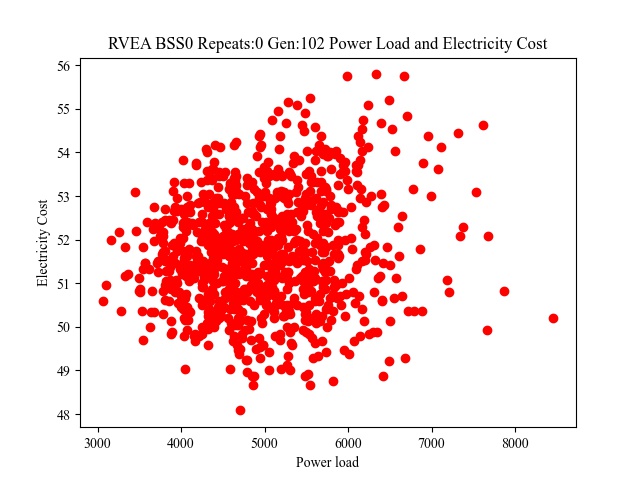 RVEA BSS0 Repeats:0 Gen:102 Power Load and Electricity Cost
56
55
54
53
52
51
50
49
48
Electricity Cost
3000 4000 5000 6000 7000 8000
Power load